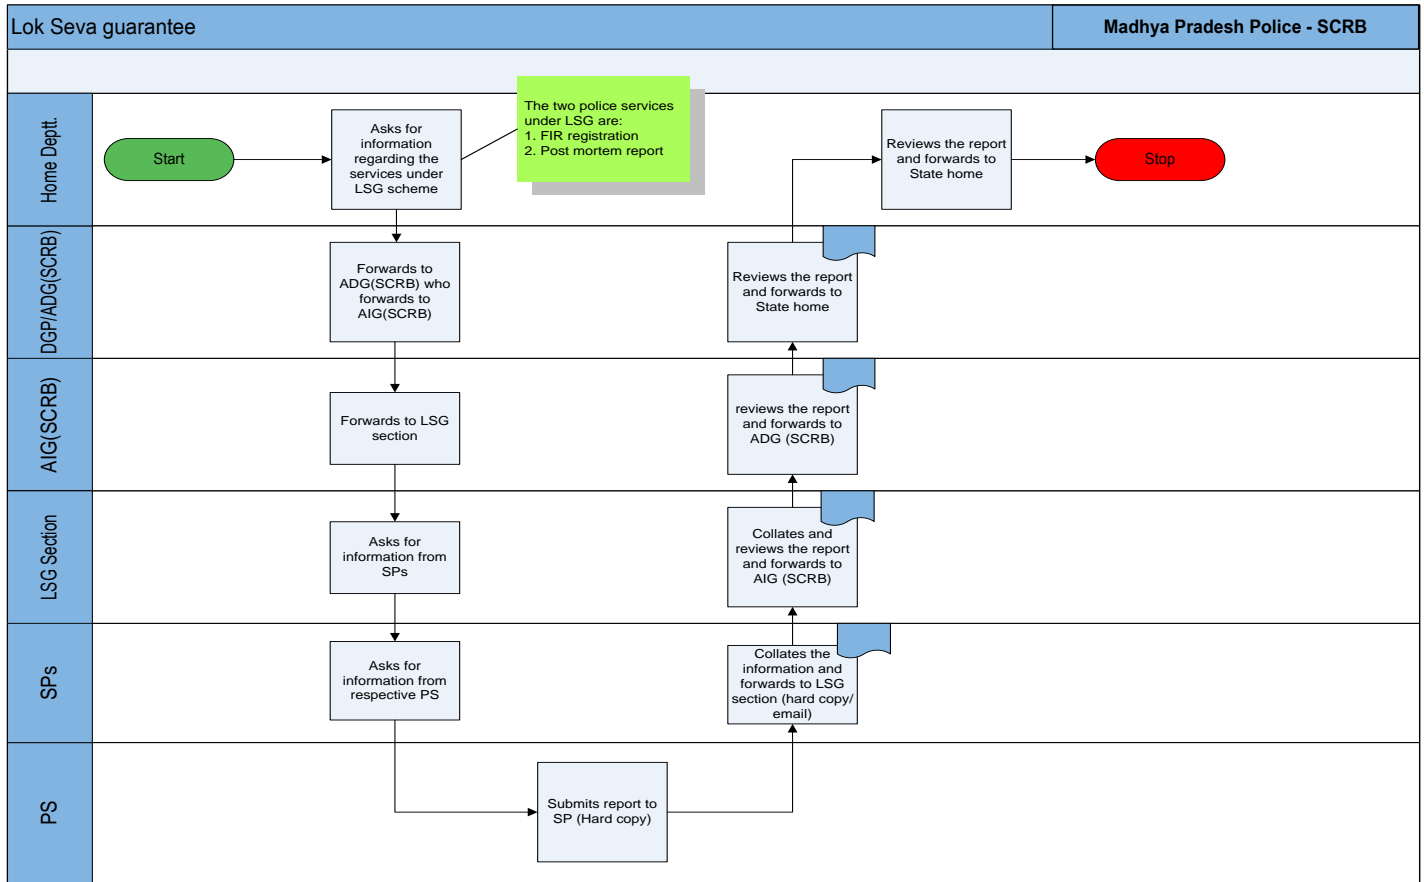 Lok Seva guarantee
Madhya Pradesh Police - SCRB
Home Deptt.
Start
Asks for
information
regarding the
services under
LSG scheme
The two police services
under LSG are:
1. FIR registration
2. Post mortem report
Reviews the report
and forwards to
State home
Stop
DGP/ADG(SCRB)
Forwards to
ADG(SCRB) who
forwards to
AIG(SCRB)
Reviews the report
and forwards to
State home
AIG(SCRB)
Forwards to LSG
section
reviews the report
and forwards to
ADG (SCRB)
LSG Section
Asks for
information from
SPs
Collates and
reviews the report
and forwards to
AIG (SCRB)
SPs
Asks for
information from
respective PS
Collates the
information and
forwards to LSG
section (hard copy/
email)
PS
Submits report to
SP (Hard copy)